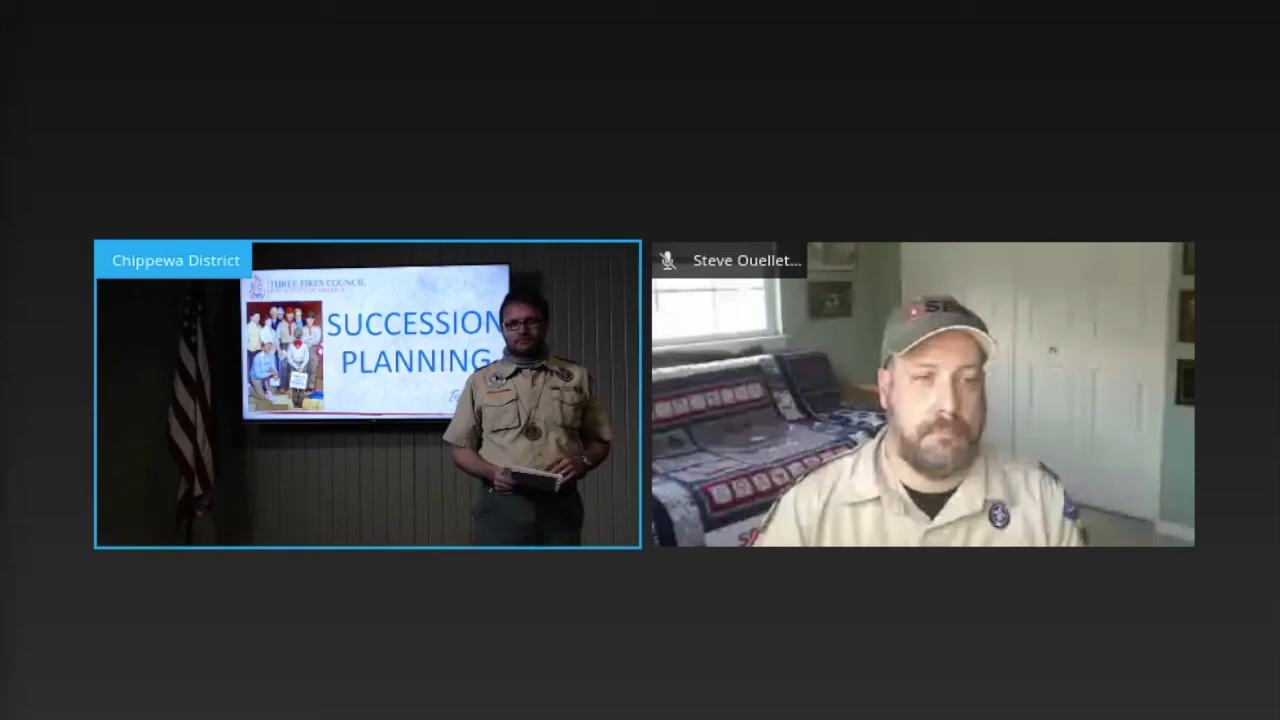 Chippewa District
THREE FIRES COUNCIL
SUCCESSION
PLANNING
Steve Ouellet...